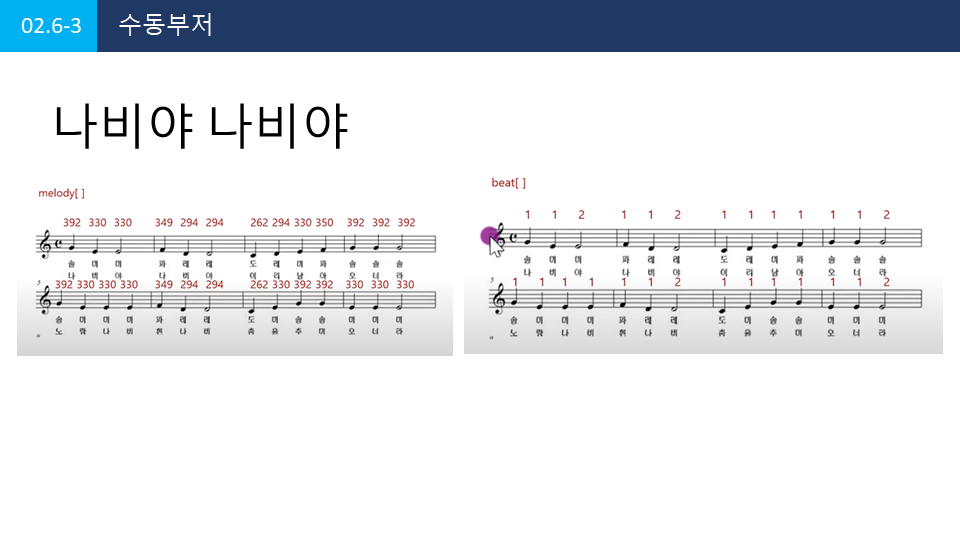 02.6-3 수동부저
나비야 나비야
melody[ ]
392 330 330 349 294 294 262 294 330 350 392 392 392
솔 미 미 파 레 레 도 레 미 파 솔 솔 솔
나 비 야 나 비 야 이 리 날 아 오 너 라
5
392 330 330 330 349 294 294 262 330 392 392 330 330 330
솔 미 미 미 파 레 레 도 미 솔 솔 미 미 미
노 랑 나 비 흰 나 비 춤 을 추 며 오 너 라
beat[ ]
1 1 2 1 1 2 1 1 1 1 1 1 2
솔 미 미 파 레 레 도 레 미 파 솔 솔 솔
나 비 야 나 비 야 이 리 날 아 오 너 라
5
1 1 1 1 1 1 2 1 1 1 1 1 1 2
솔 미 미 미 파 레 레 도 미 솔 솔 미 미 미
노 랑 나 비 흰 나 비 춤 을 추 며 오 너 라